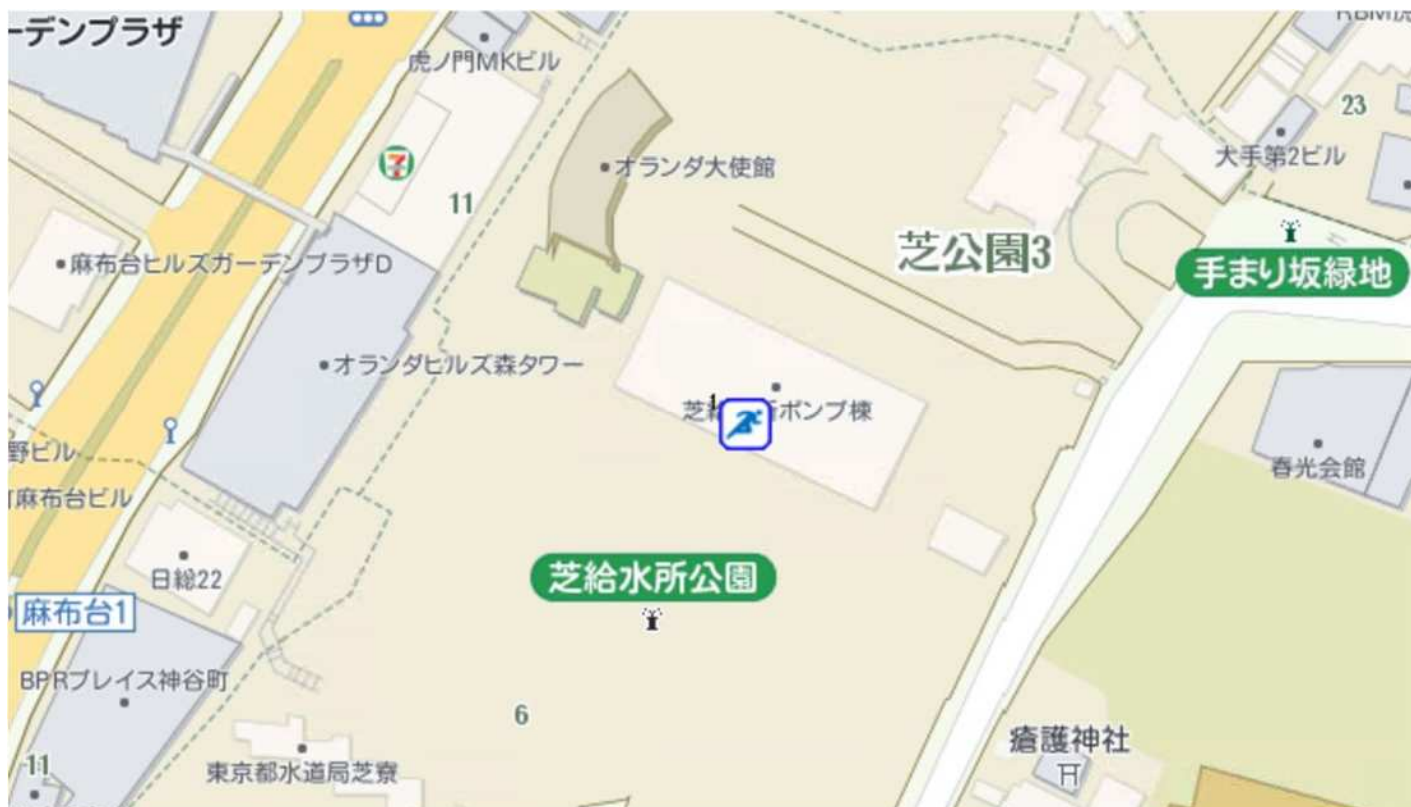 ーデンプラザ
虎ノ門MKビル
23
大手第2ビル
オランダ大使館
11
芝公園3
麻布台ヒルズガーデンプラザD
手まり坂緑地
オランダヒルズ森タワー
1
ポンプ棟
野ビル
麻布台ビル
春光会館
日総22
芝給水所公園
麻布台1
BPRプレイス神谷町
6
瘡護神社
11
東京都水道局芝寮